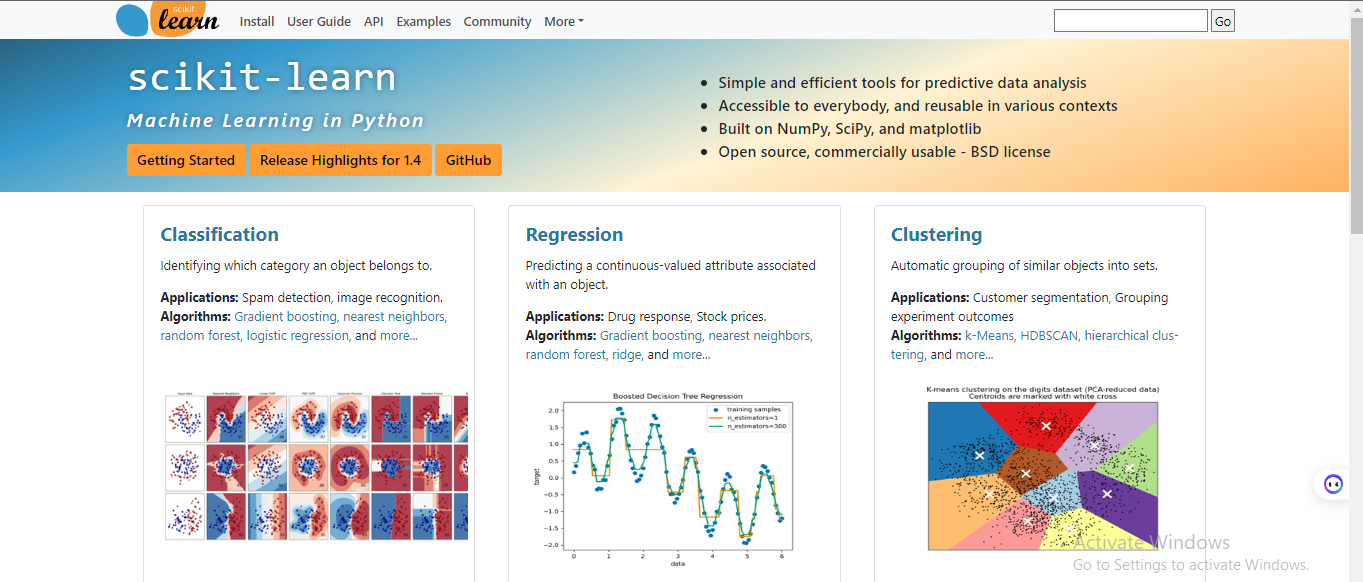 scikit
learn
Install User Guide API Examples Community More
Go
scikit-learn
Machine Learning in Python
Getting Started Release Highlights for 1.4 GitHub
Simple and efficient tools for predictive data analysis
Accessible to everybody, and reusable in various contexts
Built on NumPy, SciPy, and matplotlib
Open source, commercially usable - BSD license
Classification
Identifying which category an object belongs to.
Applications: Spam detection, image recognition.
Algorithms: Gradient boosting, nearest neighbors,
random forest, logistic regression, and more...
Regression
Predicting a continuous-valued attribute associated
with an object.
Applications: Drug response, Stock prices.
Algorithms: Gradient boosting, nearest neighbors,
random forest, ridge, and more...
Boosted Decision Tree Regression
training samples
n_estimators=1
n_estimators=300
target
2.0
1.5
1.0
0.5
0.0
−0.5
−1.0
−1.5
−2.0
0 1 2 3 4 5 6
data
Clustering
Automatic grouping of similar objects into sets.
Applications: Customer segmentation, Grouping
experiment outcomes
Algorithms: k-Means, HDBSCAN, hierarchical clus-
tering, and more...
K-means clustering on the digits dataset (PCA-reduced data)
Centroids are marked with white cross
Activate Windows
Go to Settings to activate Windows.